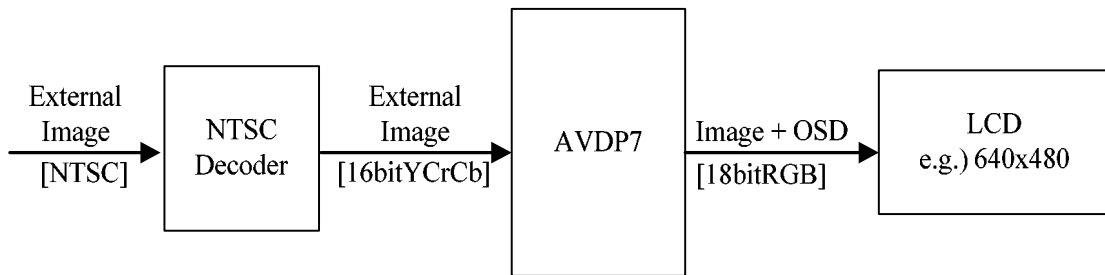 External
Image
[NTSC]
NTSC
Decoder
External
Image
[16bitYCrCb]
AVDP7
Image + OSD
[18bitRGB]
LCD
e.g.) 640x480